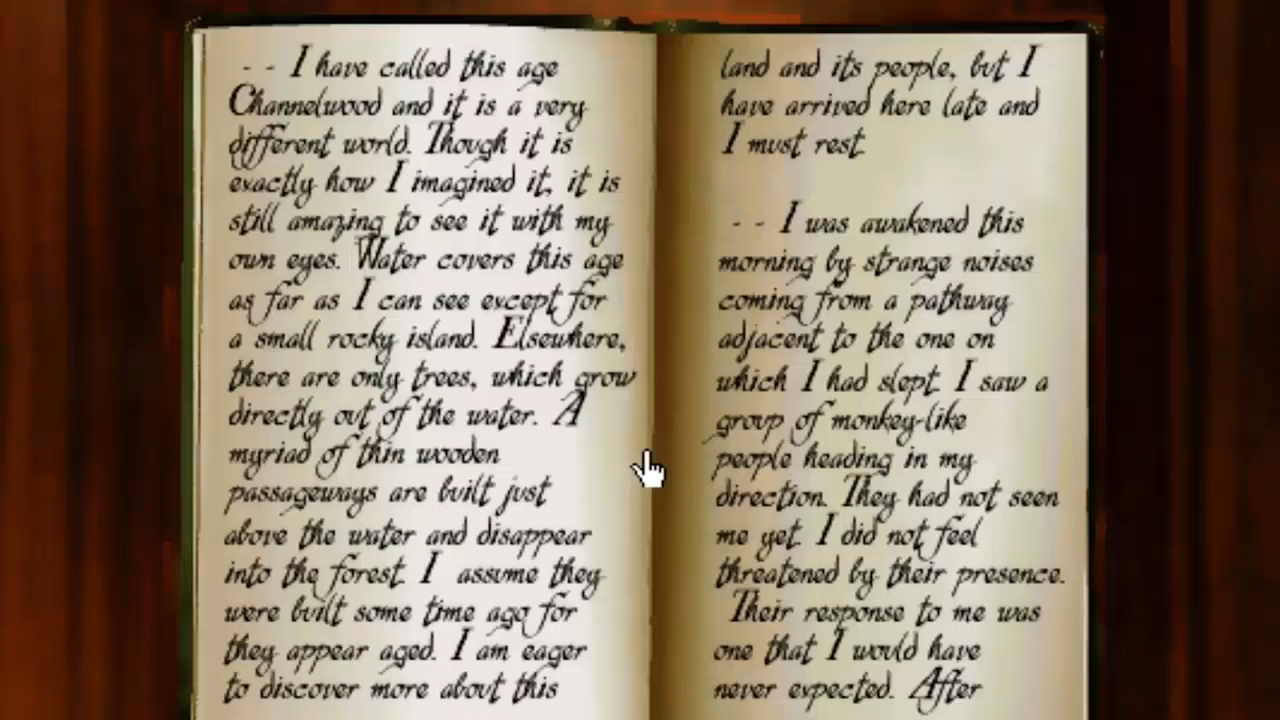 - - I have called this age
Channelwood and it is a very
different world. Though it is
exactly how I imagined it, it is
still amazing to see it with my
own eyes. Water covers this age
as far as I can see except for
a small rocky island. Elsewhere,
there are only trees, which grow
directly out of the water. A
myriad of thin wooden
passageways are built just
above the water and disappear
into the forest. I assume they
were built some time ago for
they appear aged. I am eager
to discover more about this
land and its people, but I
have arrived here late and
I must rest.
- - I was awakened this
morning by strange noises
coming from a pathway
adjacent to the one on
which I had slept. I saw a
group of monkey-like
people heading in my
direction. They had not seen
me yet. I did not feel
threatened by their presence.
Their response to me was
one that I would have
never expected. After